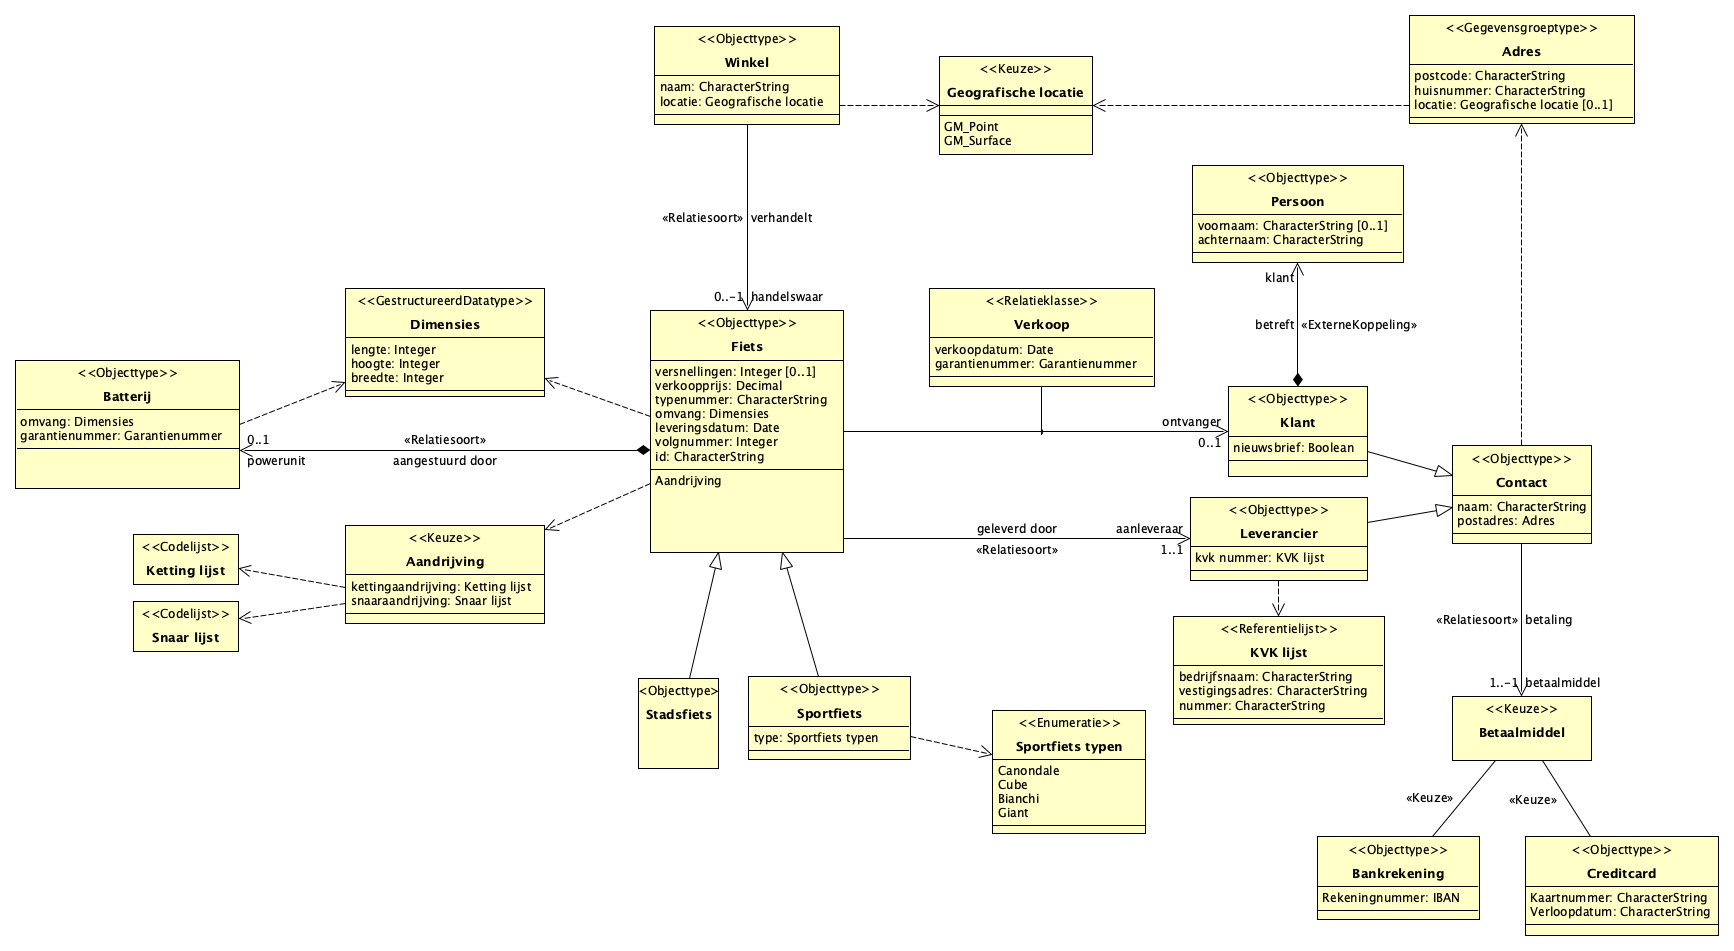 <<Objecttype>>
Winkel
naam: CharacterString
locatie: Geografische locatie
<<Keuze>>
Geografische locatie
GM_Point
GM_Surface
<<Gegevensgroeptype>>
Adres
postcode: CharacterString
huisnummer: CharacterString
locatie: Geografische locatie [0..1]
<<Objecttype>>
Persoon
voornaam: CharacterString [0..1]
achternaam: CharacterString
«Relatiesoort» verhandelt
0..-1 handelswaar
klant
betreft «ExterneKoppeling»
<<GestructureerdDatatype>>
Dimensies
lengte: Integer
hoogte: Integer
breedte: Integer
<<Objecttype>>
Fiets
versnellingen: Integer [0..1]
verkoopprijs: Decimal
typenummer: CharacterString
omvang: Dimensies
leveringsdatum: Date
volgnummer: Integer
id: CharacterString
Aandrijving
<<Relatieklasse>>
Verkoop
verkoopdatum: Date
garantienummer: Garantienummer
<<Objecttype>>
Batterij
omvang: Dimensies
garantienummer: Garantienummer
0..1
powerunit
«Relatiesoort»
aangestuurd door
ontvanger
0..1
<<Objecttype>>
Klant
nieuwsbrief: Boolean
<<Objecttype>>
Contact
naam: CharacterString
postadres: Adres
<<Objecttype>>
Leverancier
kvk nummer: KVK lijst
geleverd door
«Relatiesoort»
aanleveraar
1..1
<<Keuze>>
Aandrijving
kettingaandrijving: Ketting lijst
snaaraandrijving: Snaar lijst
<<Codelijst>>
Ketting lijst
<<Codelijst>>
Snaar lijst
<<Referentielijst>>
KVK lijst
bedrijfsnaam: CharacterString
vestigingsadres: CharacterString
nummer: CharacterString
«Relatiesoort» betaling
1..-1 betaalmiddel
<Objecttype>
Stadsfiets
<<Objecttype>>
Sportfiets
type: Sportfiets typen
<<Enumeratie>>
Sportfiets typen
Canondale
Cube
Bianchi
Giant
<<Keuze>>
Betaalmiddel
«Keuze»
«Keuze»
<<Objecttype>>
Bankrekening
Rekeningnummer: IBAN
<<Objecttype>>
Creditcard
Kaartnummer: CharacterString
Verloopdatum: CharacterString